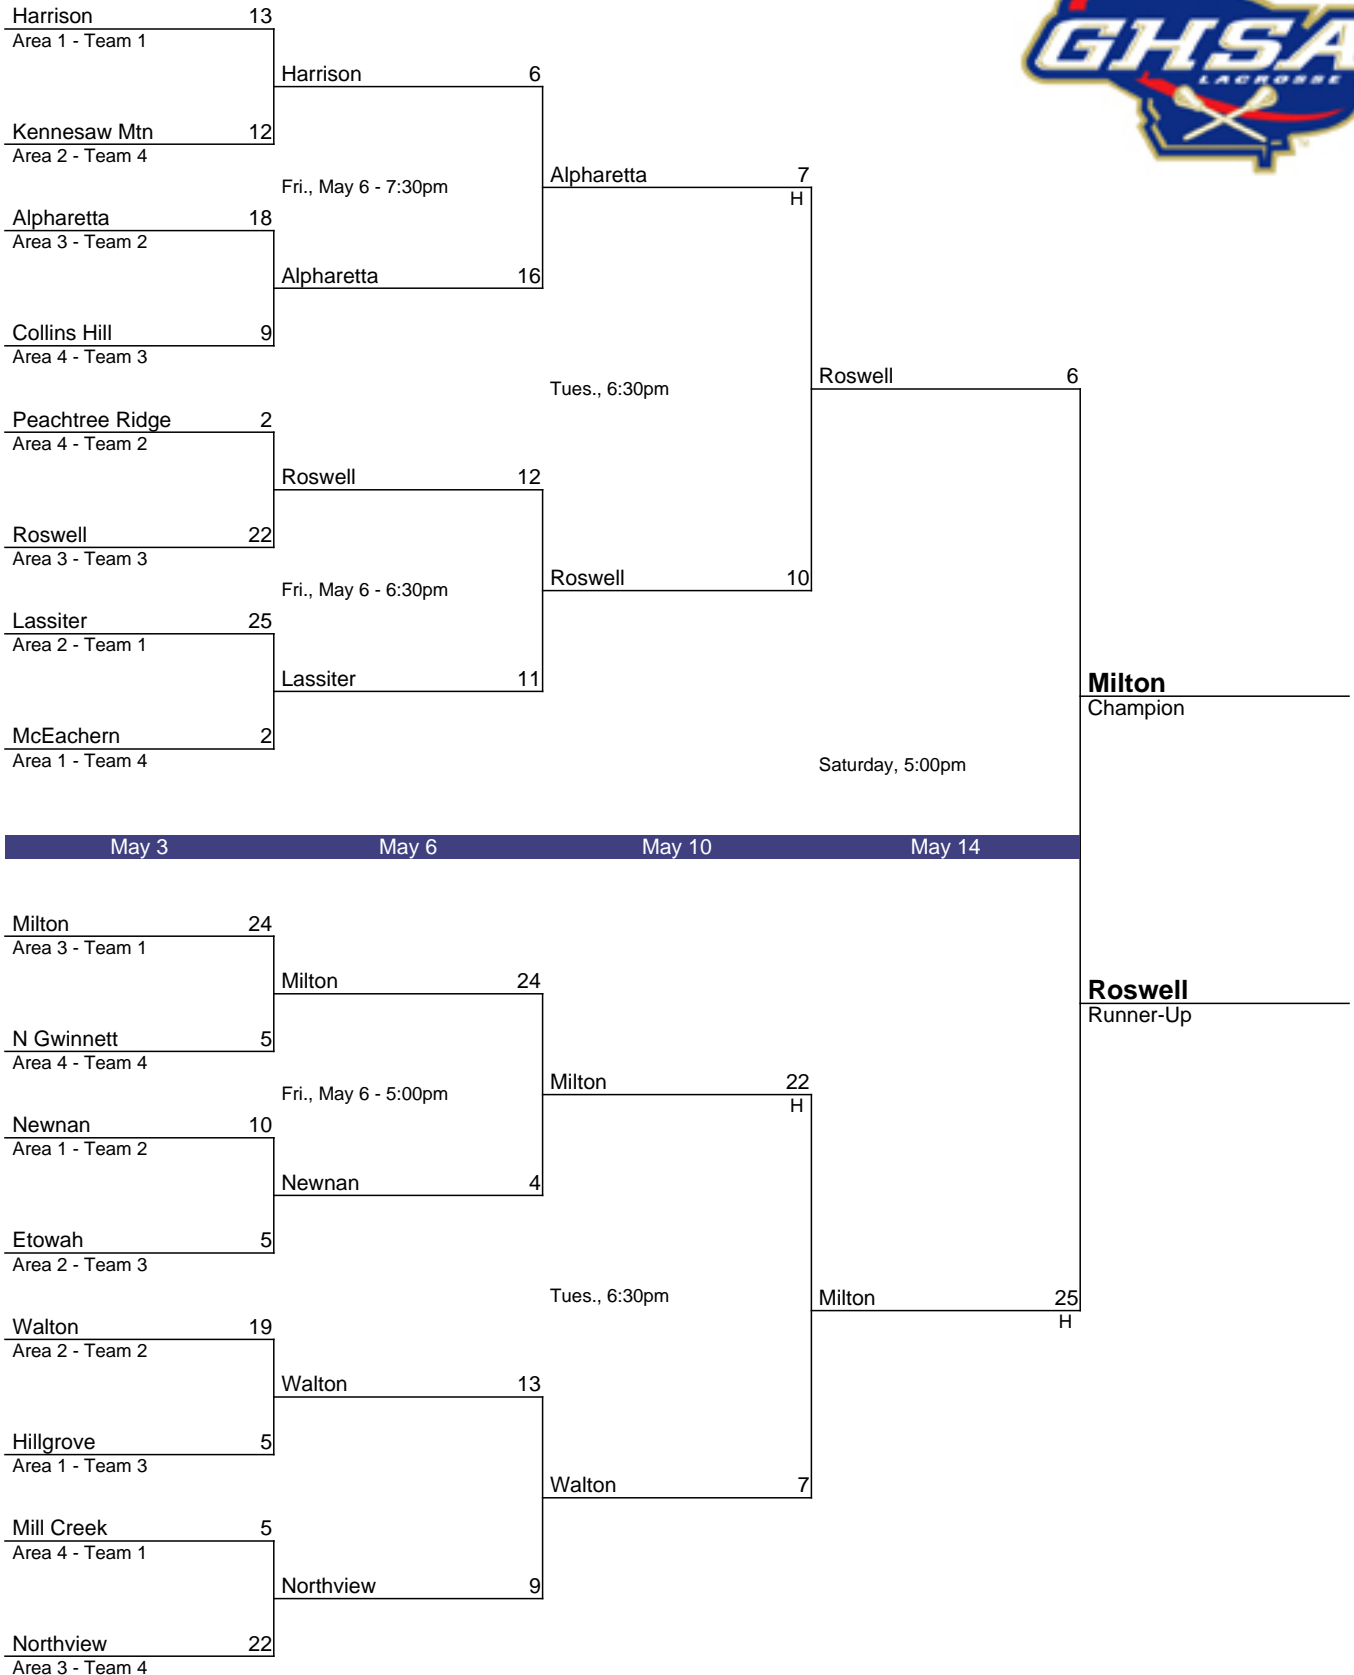 Harrison 13
Area 1 - Team 1
Harrison 6
Kennesaw Mtn 12
Area 2 - Team 4
Fri., May 6 - 7:30pm
Alpharetta 7
H
Alpharetta 18
Area 3 - Team 2
Alpharetta 16
Collins Hill 9
Area 4 - Team 3
Tues., 6:30pm
Roswell 6
Peachtree Ridge 2
Area 4 - Team 2
Roswell 12
Roswell 22
Area 3 - Team 3
Fri., May 6 - 6:30pm
Roswell 10
Lassiter 25
Area 2 - Team 1
Lassiter 11
McEachern 2
Area 1 - Team 4
Saturday, 5:00pm
Milton
Champion
May 3 May 6 May 10 May 14
Milton 24
Area 3 - Team 1
Milton 24
N Gwinnett 5
Area 4 - Team 4
Fri., May 6 - 5:00pm
Milton 22
H
Roswell
Runner-Up
Newnan 10
Area 1 - Team 2
Newnan 4
Etowah 5
Area 2 - Team 3
Tues., 6:30pm
Milton 25
H
Walton 19
Area 2 - Team 2
Walton 13
Hillgrove 5
Area 1 - Team 3
Walton 7
Mill Creek 5
Area 4 - Team 1
Northview 9
Northview 22
Area 3 - Team 4
GHSA
LACROSSE
TM